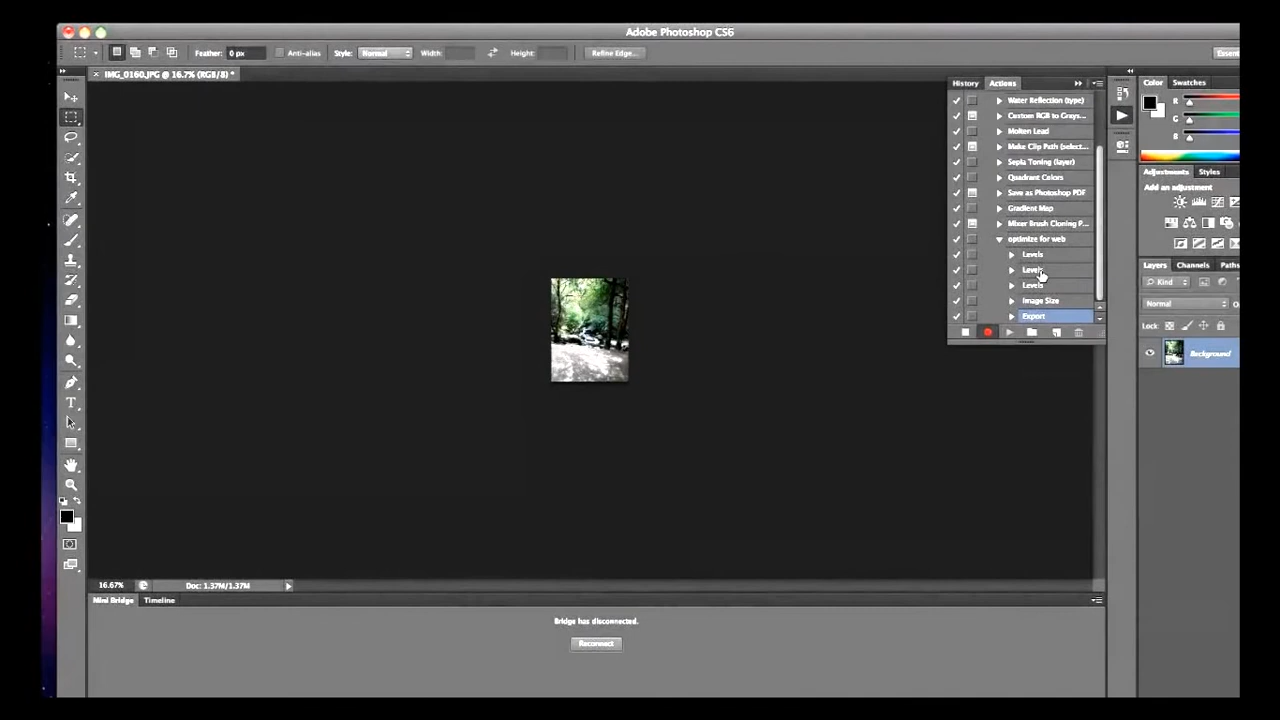 Adobe Photoshop CS6
Feather: 0 px Anti-alias Style: Normal Width: Height: Refine Edge...
IMG_0160.JPG @ 16.7% (RGB/8) *
History Actions
Color Swatches
Water Reflection (type)
R
Custom RGB to Grays...
G
Molten Lead
B
Make Clip Path (select...
Sepia Toning (layer)
Adjustments Styles
Quadrant Colors
Add an adjustment
Save as Photoshop PDF
Gradient Map
Mixer Brush Cloning P...
optimize for web
Levels
Layers Channels Paths
Levels
Kind
Levels
Image Size
Normal
Export
Lock:
Background
T
16.67% Doc: 1.37M/1.37M
Mini Bridge Timeline
Bridge has disconnected.
Reconnect